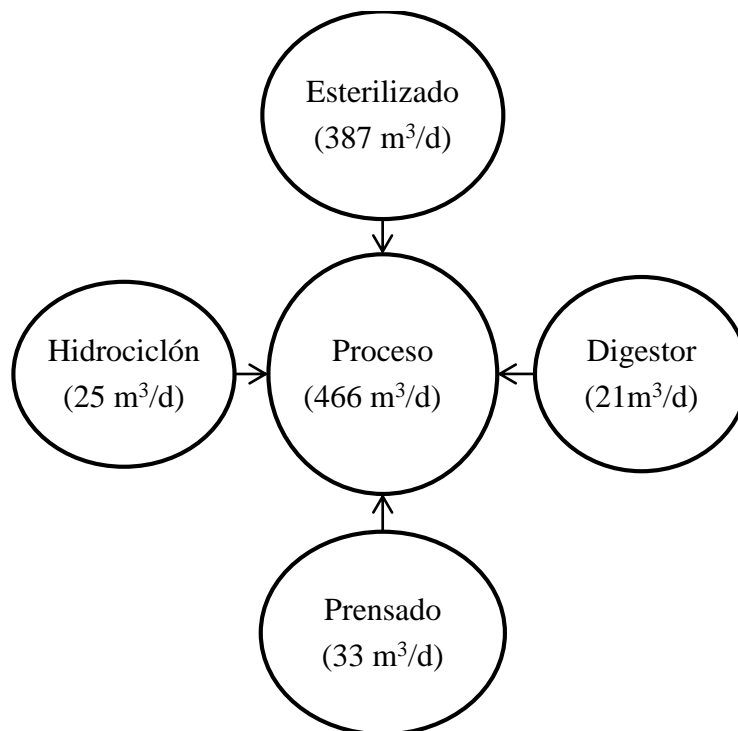 Esterilizado
(387 m³/d)
Hidrociclón
(25 m³/d)
Proceso
(466 m³/d)
Digestor
(21m³/d)
Prensado
(33 m³/d)